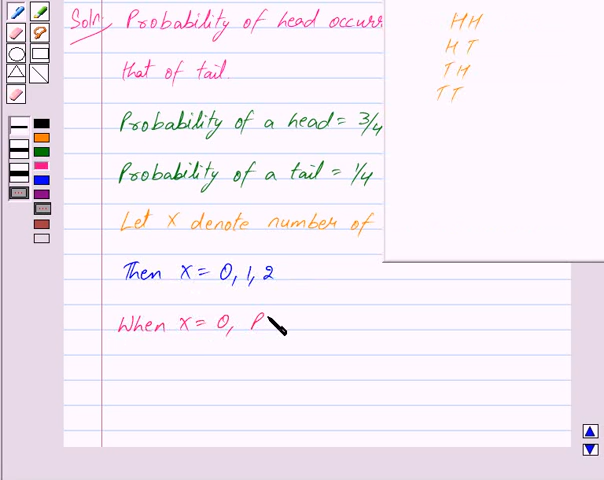 Soln Probability of head occurs
that of tail.
Probability of a head = 3/4
Probability of a tail = 1/4
Let X denote number of
Then X = 0, 1, 2
When X = 0, P
HH
HT
TH
TT